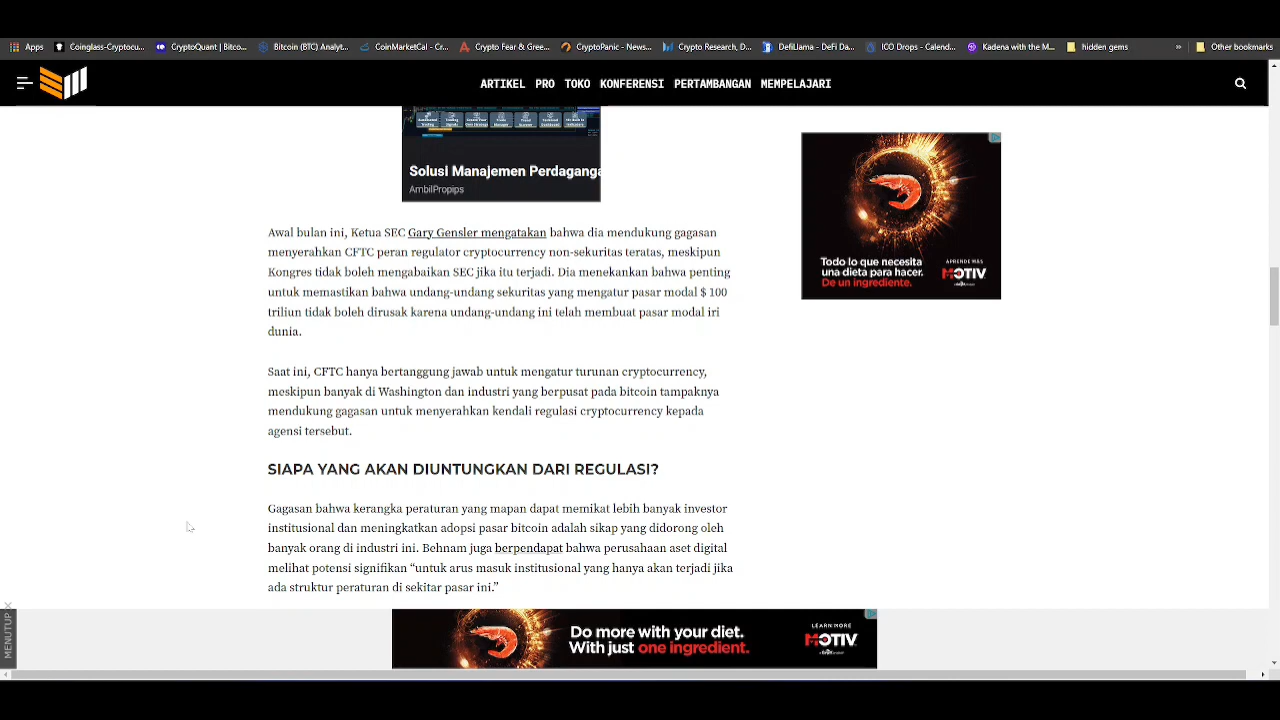 Apps Coinglass-Cryptocu... CryptoQuant | Bitco... Bitcoin (BTC) Analyt... CoinMarketCal - Cr... Crypto Fear & Gree... CryptoPanic - News... Crypto Research, D... DefiLlama - DeFi Da... ICO Drops - Calend... Kadena with the M... hidden gems » Other bookmarks
ARTIKEL PRO TOKO KONFERENSI PERTAMBANGAN MEMPELAJARI
Solusi Manajemen Perdaganga
AmbilPropips
Awal bulan ini, Ketua SEC Gary Gensler mengatakan bahwa dia mendukung gagasan
menyerahkan CFTC peran regulator cryptocurrency non-sekuritas teratas, meskipun
Kongres tidak boleh mengabaikan SEC jika itu terjadi. Dia menekankan bahwa penting
untuk memastikan bahwa undang-undang sekuritas yang mengatur pasar modal $ 100
triliun tidak boleh dirusak karena undang-undang ini telah membuat pasar modal iri
dunia.
Saat ini, CFTC hanya bertanggung jawab untuk mengatur turunan cryptocurrency,
meskipun banyak di Washington dan industri yang berpusat pada bitcoin tampaknya
mendukung gagasan untuk menyerahkan kendali regulasi cryptocurrency kepada
agensi tersebut.
SIAPA YANG AKAN DIUNTUNGKAN DARI REGULASI?
Gagasan bahwa kerangka peraturan yang mapan dapat memikat lebih banyak investor
institusional dan meningkatkan adopsi pasar bitcoin adalah sikap yang didorong oleh
banyak orang di industri ini. Behnam juga berpendapat bahwa perusahaan aset digital
melihat potensi signifikan “untuk arus masuk institusional yang hanya akan terjadi jika
ada struktur peraturan di sekitar pasar ini.”
Todo lo que necesita
una dieta para hacer.
De un ingrediente.
APRENDE MÁS
MOTIV
MENUTUP X
Do more with your diet.
With just one ingredient.
LEARN MORE
MOTIV